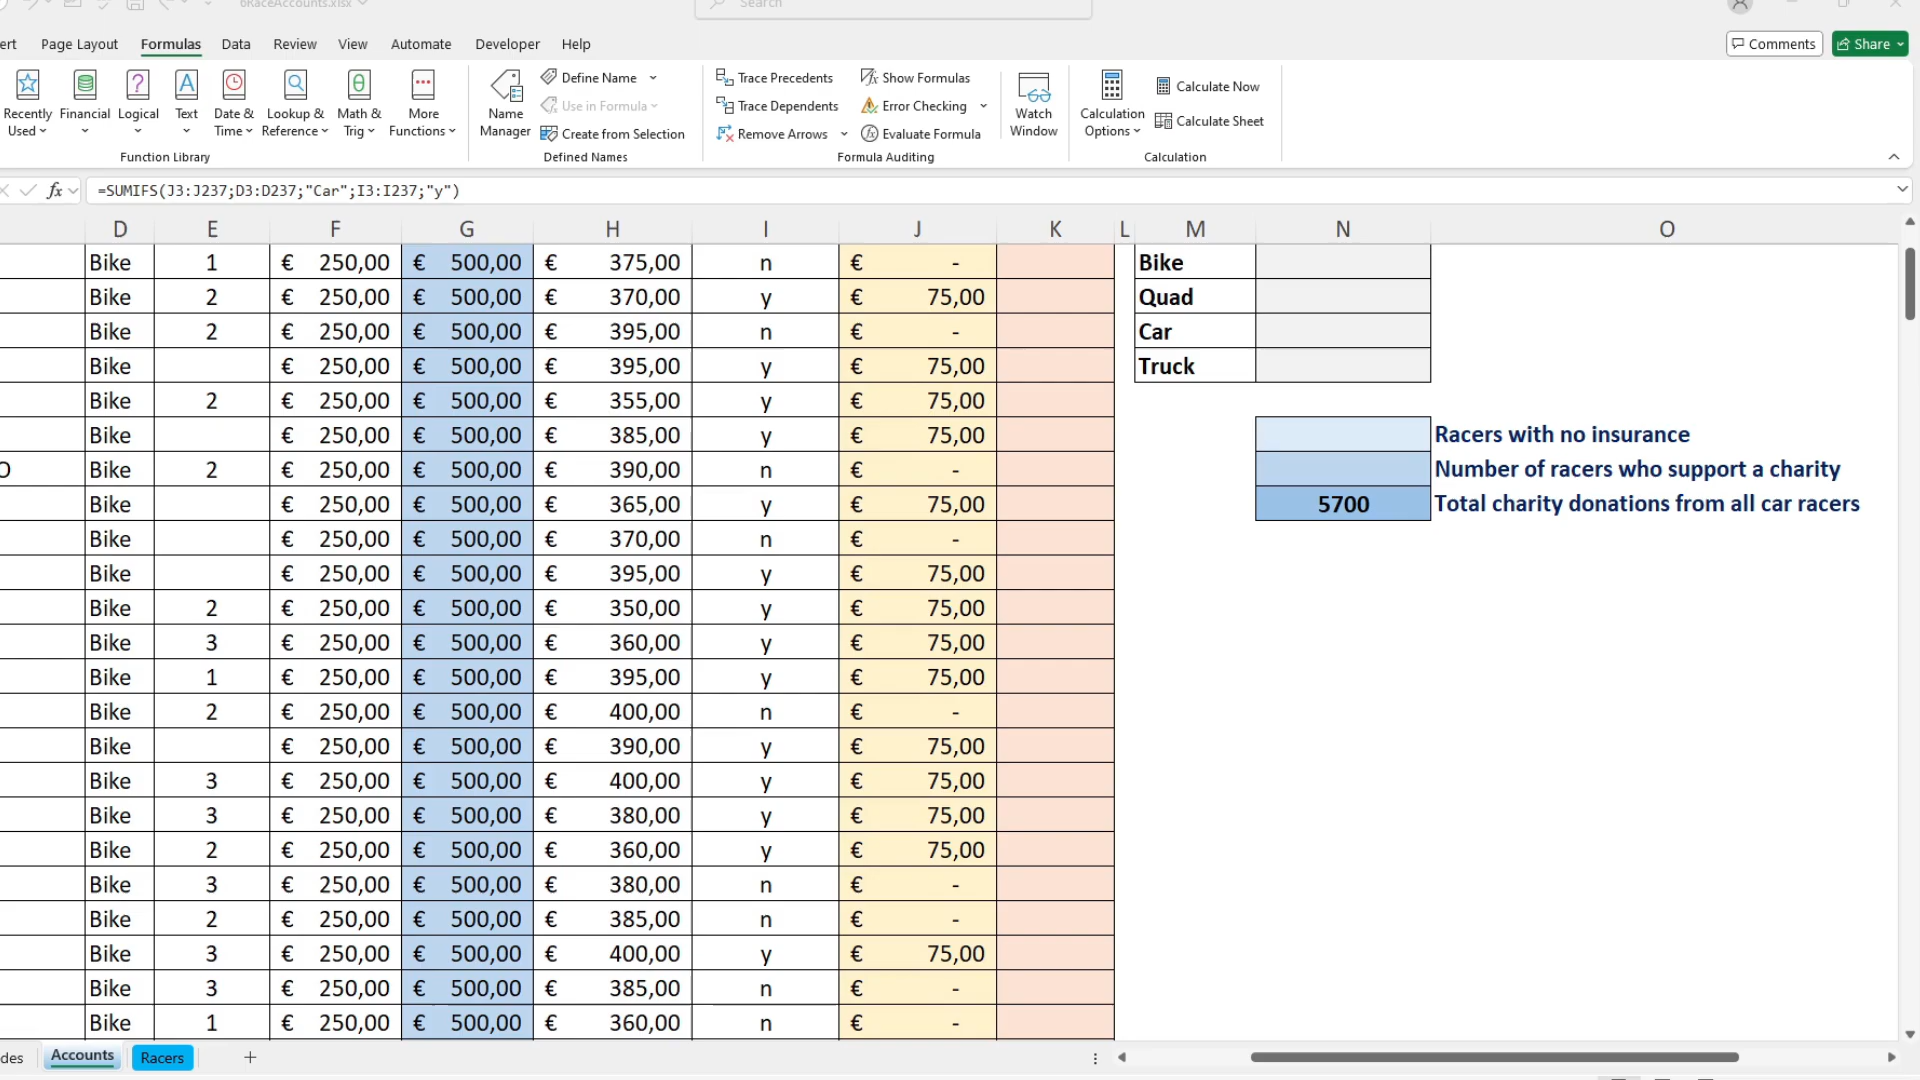 6RaceAccounts.xlsx
Search
ert Page Layout Formulas Data Review View Automate Developer Help
Comments Share
Recently Used Financial Logical Text Date & Time Lookup & Reference Math & Trig More Functions
Function Library
Name Manager
Define Name
Use in Formula
Create from Selection
Defined Names
Trace Precedents
Trace Dependents
Remove Arrows
Show Formulas
Error Checking
Evaluate Formula
Formula Auditing
Watch Window
Calculation Options
Calculate Now
Calculate Sheet
Calculation
fx =SUMIFS(J3:J237;D3:D237;"Car";I3:I237;"y")
D E F G H I J K L M N O
Bike 1 € 250,00 € 500,00 € 375,00 n € - Bike
Bike 2 € 250,00 € 500,00 € 370,00 y € 75,00 Quad
Bike 2 € 250,00 € 500,00 € 395,00 n € - Car
Bike € 250,00 € 500,00 € 395,00 y € 75,00 Truck
Bike 2 € 250,00 € 500,00 € 355,00 y € 75,00
Bike € 250,00 € 500,00 € 385,00 y € 75,00 Racers with no insurance
O Bike 2 € 250,00 € 500,00 € 390,00 n € - Number of racers who support a charity
Bike € 250,00 € 500,00 € 365,00 y € 75,00 5700 Total charity donations from all car racers
Bike € 250,00 € 500,00 € 370,00 n € -
Bike € 250,00 € 500,00 € 395,00 y € 75,00
Bike 2 € 250,00 € 500,00 € 350,00 y € 75,00
Bike 3 € 250,00 € 500,00 € 360,00 y € 75,00
Bike 1 € 250,00 € 500,00 € 395,00 y € 75,00
Bike 2 € 250,00 € 500,00 € 400,00 n € -
Bike € 250,00 € 500,00 € 390,00 y € 75,00
Bike 3 € 250,00 € 500,00 € 400,00 y € 75,00
Bike 3 € 250,00 € 500,00 € 380,00 y € 75,00
Bike 2 € 250,00 € 500,00 € 360,00 y € 75,00
Bike 3 € 250,00 € 500,00 € 380,00 n € -
Bike 2 € 250,00 € 500,00 € 385,00 n € -
Bike 3 € 250,00 € 500,00 € 400,00 y € 75,00
Bike 3 € 250,00 € 500,00 € 385,00 n € -
Bike 1 € 250,00 € 500,00 € 360,00 n € -
des Accounts Racers +